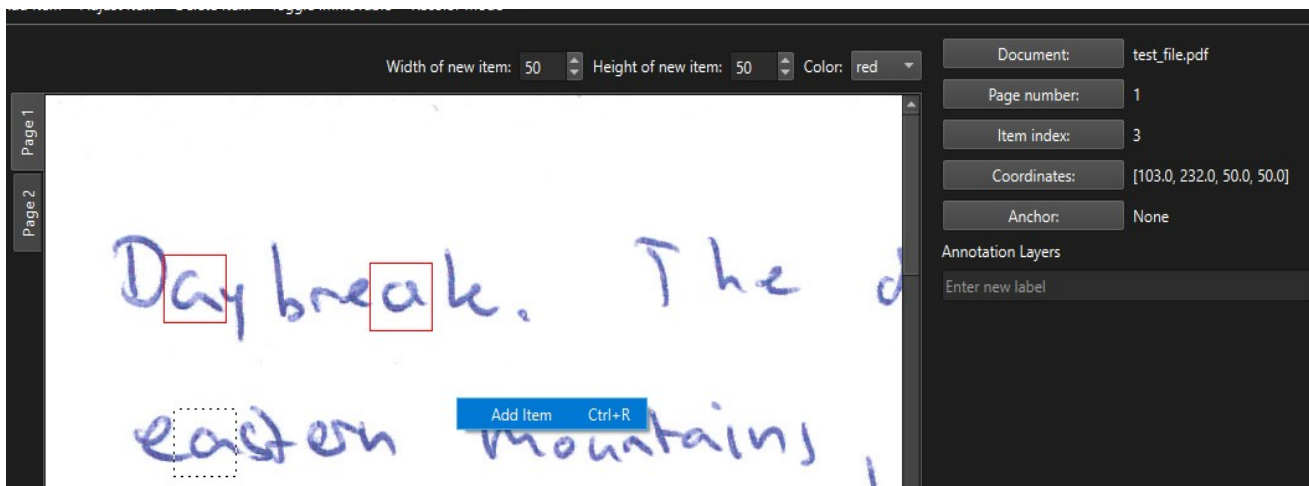 Width of new item: 50 Height of new item: 50 Color: red
Document: test_file.pdf
Page number: 1
Item index: 3
Coordinates: [103.0, 232.0, 50.0, 50.0]
Anchor: None
Annotation Layers
Enter new label
Page 1
Page 2
Daybreak. The d
eastern mountains,
Add Item Ctrl+R